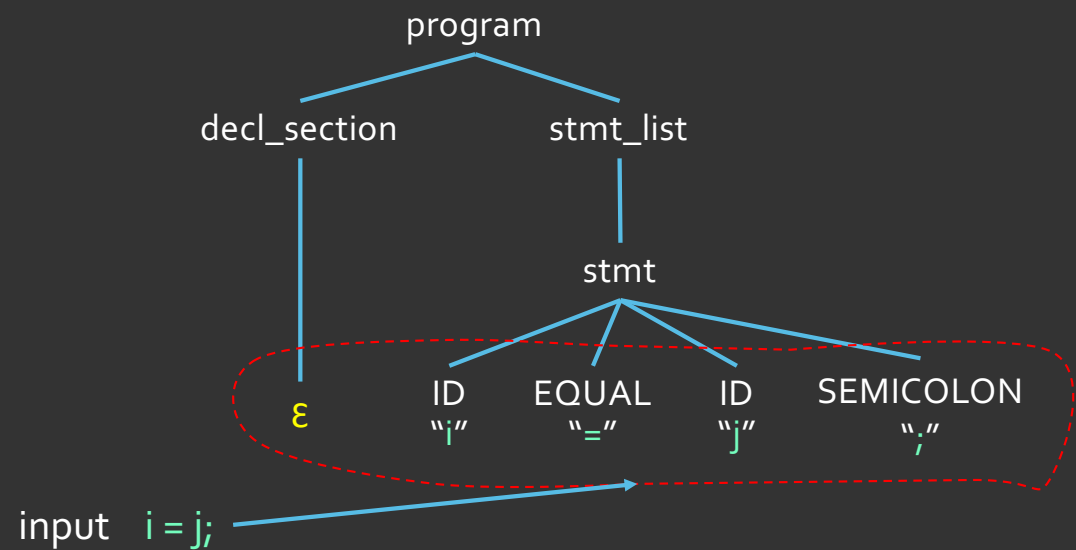 program
decl_section stmt_list
stmt
ε ID EQUAL ID SEMICOLON
“i” “=” “j” “;”
input i = j;